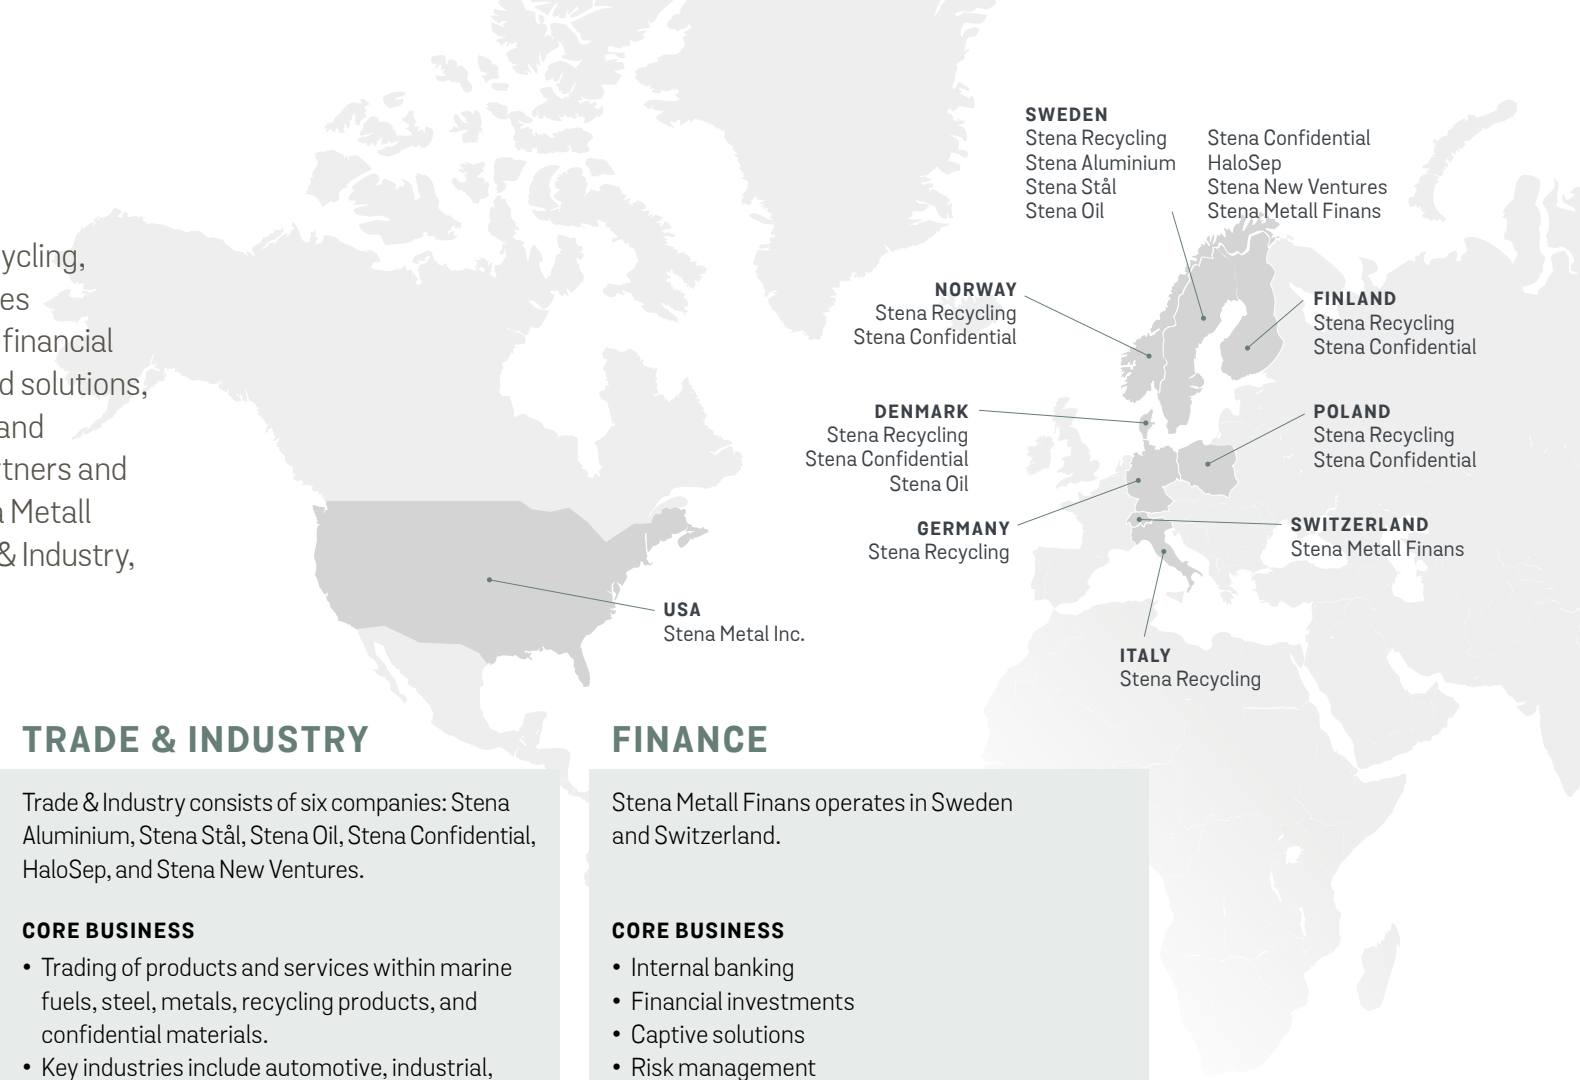 ycling,
es
financial
d solutions,
and
rtners and
a Metall
& Industry,
SWEDEN
Stena Recycling
Stena Aluminium
Stena Stål
Stena Oil
Stena Confidential
HaloSep
Stena New Ventures
Stena Metall Finans
NORWAY
Stena Recycling
Stena Confidential
FINLAND
Stena Recycling
Stena Confidential
DENMARK
Stena Recycling
Stena Confidential
Stena Oil
POLAND
Stena Recycling
Stena Confidential
GERMANY
Stena Recycling
SWITZERLAND
Stena Metall Finans
USA
Stena Metal Inc.
ITALY
Stena Recycling
TRADE & INDUSTRY
Trade & Industry consists of six companies: Stena
Aluminium, Stena Stål, Stena Oil, Stena Confidential,
HaloSep, and Stena New Ventures.
CORE BUSINESS
• Trading of products and services within marine
fuels, steel, metals, recycling products, and
confidential materials.
• Key industries include automotive, industrial,
FINANCE
Stena Metall Finans operates in Sweden
and Switzerland.
CORE BUSINESS
• Internal banking
• Financial investments
• Captive solutions
• Risk management